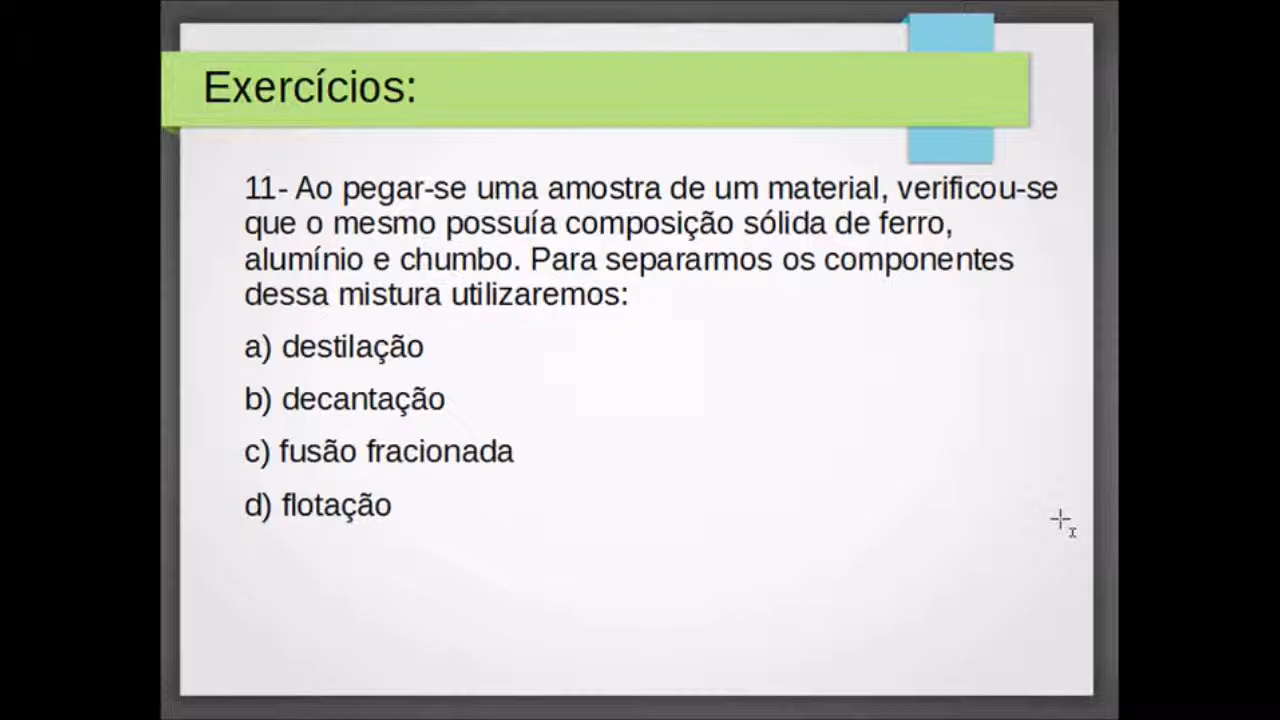 Exercícios:
11- Ao pegar-se uma amostra de um material, verificou-se
que o mesmo possuía composição sólida de ferro,
alumínio e chumbo. Para separarmos os componentes
dessa mistura utilizaremos:
a) destilação
b) decantação
c) fusão fracionada
d) flotação